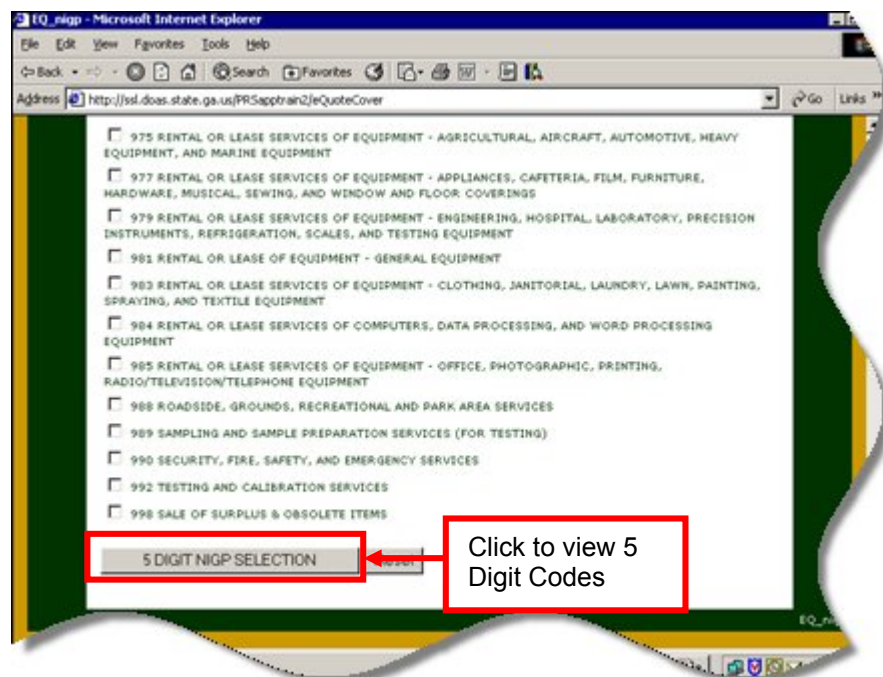 EQ_nigp - Microsoft Internet Explorer
File Edit View Favorites Tools Help
Back Search Favorites
Address http://ssl.doas.state.ga.us/PRSapptrain2/eQuoteCover Go Links »
975 RENTAL OR LEASE SERVICES OF EQUIPMENT - AGRICULTURAL, AIRCRAFT, AUTOMOTIVE, HEAVY
EQUIPMENT, AND MARINE EQUIPMENT
977 RENTAL OR LEASE SERVICES OF EQUIPMENT - APPLIANCES, CAFETERIA, FILM, FURNITURE,
HARDWARE, MUSICAL, SEWING, AND WINDOW AND FLOOR COVERINGS
979 RENTAL OR LEASE SERVICES OF EQUIPMENT - ENGINEERING, HOSPITAL, LABORATORY, PRECISION
INSTRUMENTS, REFRIGERATION, SCALES, AND TESTING EQUIPMENT
981 RENTAL OR LEASE OF EQUIPMENT - GENERAL EQUIPMENT
983 RENTAL OR LEASE SERVICES OF EQUIPMENT - CLOTHING, JANITORIAL, LAUNDRY, LAWN, PAINTING,
SPRAYING, AND TEXTILE EQUIPMENT
984 RENTAL OR LEASE SERVICES OF COMPUTERS, DATA PROCESSING, AND WORD PROCESSING
EQUIPMENT
985 RENTAL OR LEASE SERVICES OF EQUIPMENT - OFFICE, PHOTOGRAPHIC, PRINTING,
RADIO/TELEVISION/TELEPHONE EQUIPMENT
988 ROADSIDE, GROUNDS, RECREATIONAL AND PARK AREA SERVICES
989 SAMPLING AND SAMPLE PREPARATION SERVICES (FOR TESTING)
990 SECURITY, FIRE, SAFETY, AND EMERGENCY SERVICES
992 TESTING AND CALIBRATION SERVICES
998 SALE OF SURPLUS & OBSOLETE ITEMS
5 DIGIT NIGP SELECTION
Click to view 5
Digit Codes